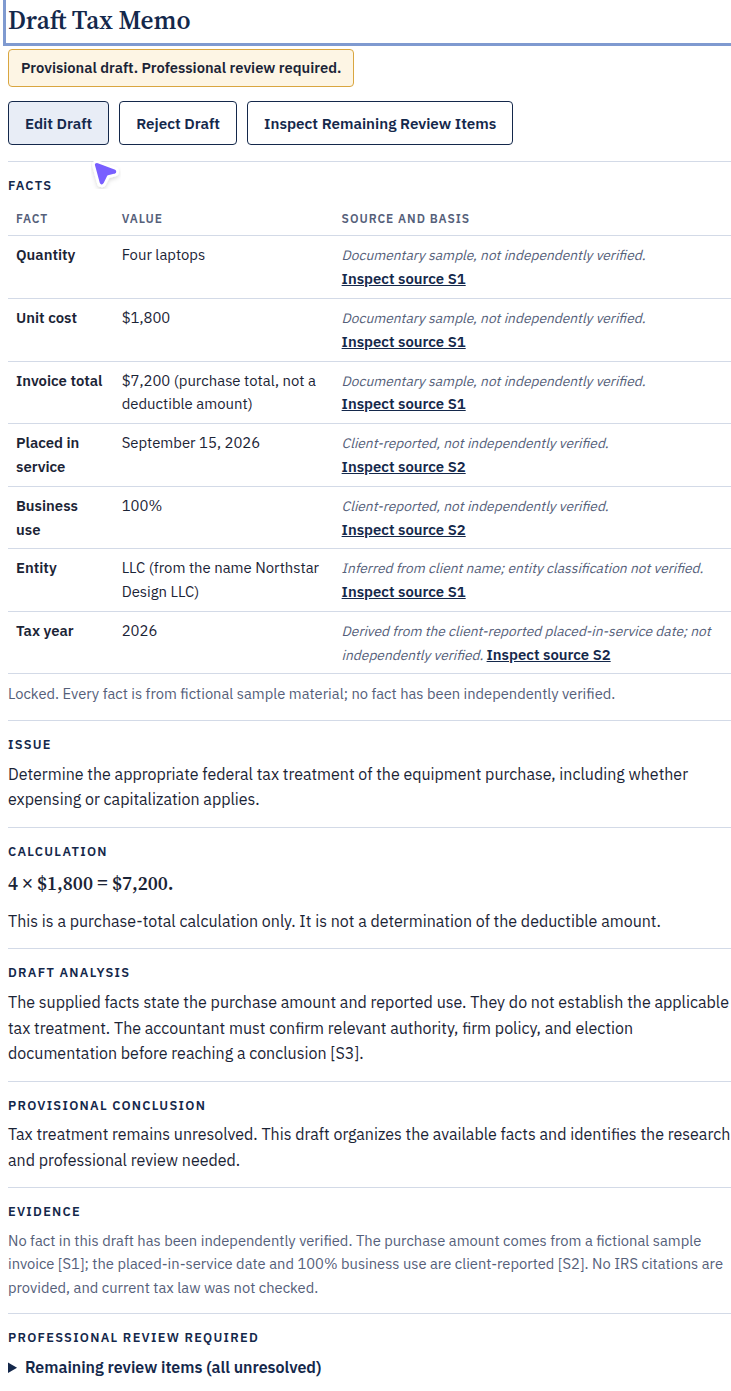 Draft Tax Memo
Provisional draft. Professional review required.
Edit Draft Reject Draft Inspect Remaining Review Items
FACTS
FACT VALUE SOURCE AND BASIS
Quantity Four laptops Documentary sample, not independently verified.
Inspect source S1
Unit cost $1,800 Documentary sample, not independently verified.
Inspect source S1
Invoice total $7,200 (purchase total, not a Documentary sample, not independently verified.
deductible amount) Inspect source S1
Placed in September 15, 2026 Client-reported, not independently verified.
service Inspect source S2
Business 100% Client-reported, not independently verified.
use Inspect source S2
Entity LLC (from the name Northstar Inferred from client name; entity classification not verified.
Design LLC) Inspect source S1
Tax year 2026 Derived from the client-reported placed-in-service date; not
independently verified. Inspect source S2
Locked. Every fact is from fictional sample material; no fact has been independently verified.
ISSUE
Determine the appropriate federal tax treatment of the equipment purchase, including whether
expensing or capitalization applies.
CALCULATION
4 × $1,800 = $7,200.
This is a purchase-total calculation only. It is not a determination of the deductible amount.
DRAFT ANALYSIS
The supplied facts state the purchase amount and reported use. They do not establish the applicable
tax treatment. The accountant must confirm relevant authority, firm policy, and election
documentation before reaching a conclusion [S3].
PROVISIONAL CONCLUSION
Tax treatment remains unresolved. This draft organizes the available facts and identifies the research
and professional review needed.
EVIDENCE
No fact in this draft has been independently verified. The purchase amount comes from a fictional sample
invoice [S1]; the placed-in-service date and 100% business use are client-reported [S2]. No IRS citations are
provided, and current tax law was not checked.
PROFESSIONAL REVIEW REQUIRED
Remaining review items (all unresolved)